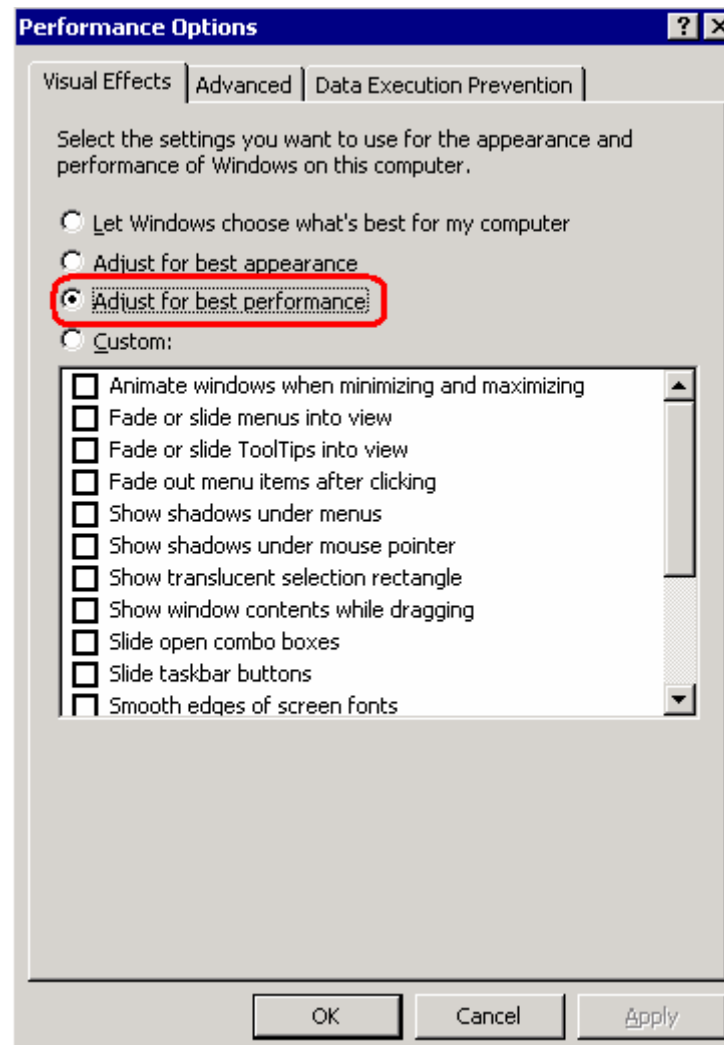 Performance Options
Visual Effects Advanced Data Execution Prevention
Select the settings you want to use for the appearance and
performance of Windows on this computer.
Let Windows choose what's best for my computer
Adjust for best appearance
Adjust for best performance
Custom:
Animate windows when minimizing and maximizing
Fade or slide menus into view
Fade or slide ToolTips into view
Fade out menu items after clicking
Show shadows under menus
Show shadows under mouse pointer
Show translucent selection rectangle
Show window contents while dragging
Slide open combo boxes
Slide taskbar buttons
Smooth edges of screen fonts
OK Cancel Apply